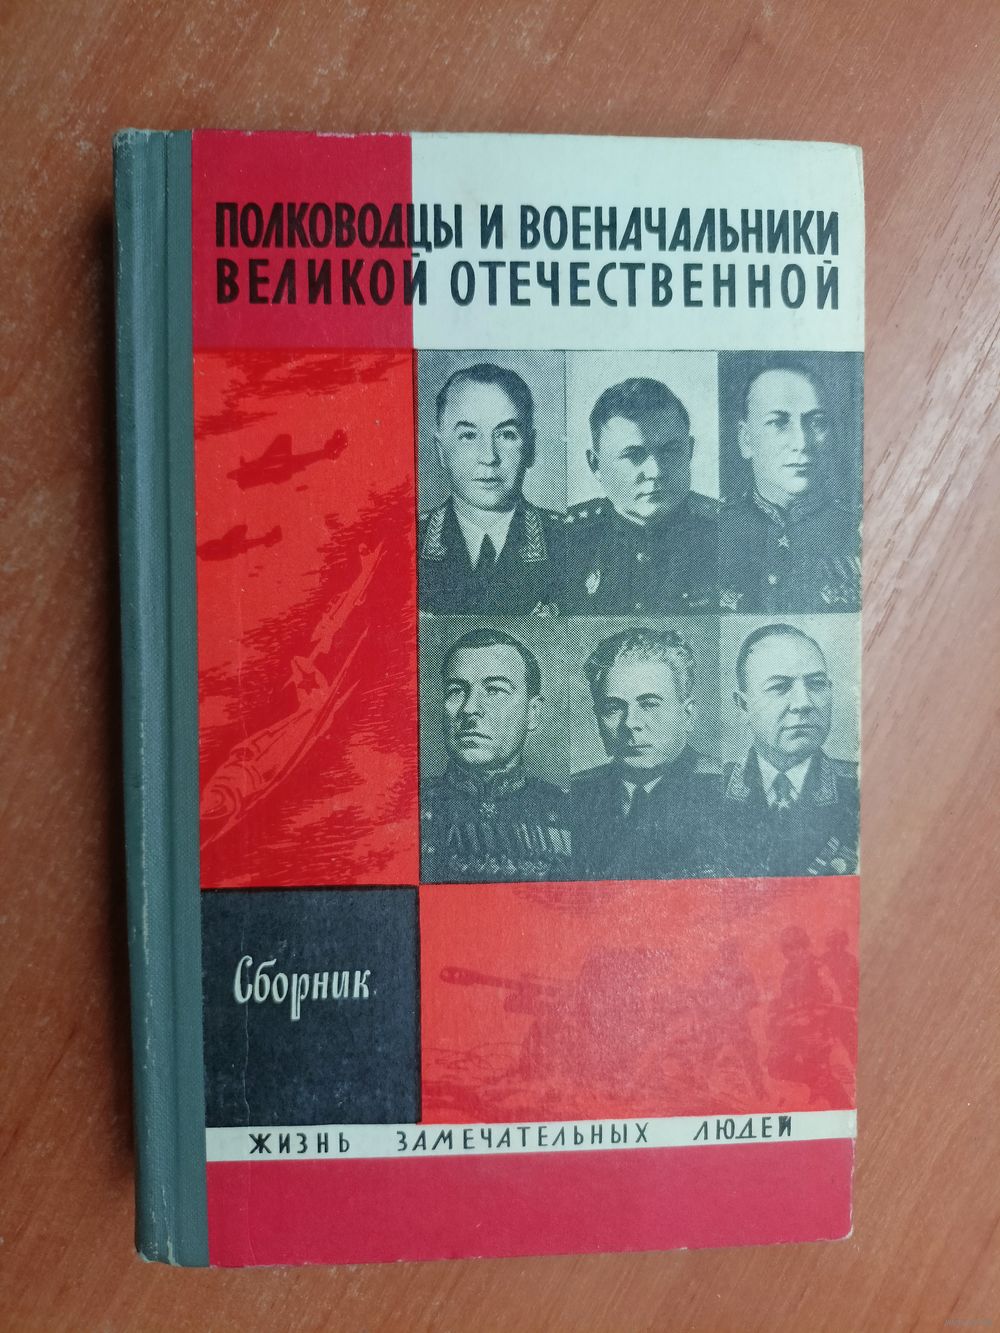 ПОЛКОВОДЦЫ И ВОЕНАЧАЛЬНИКИ
ВЕЛИКОЙ ОТЕЧЕСТВЕННОЙ
Сборник
ЖИЗНЬ ЗАМЕЧАТЕЛЬНЫХ ЛЮДЕЙ